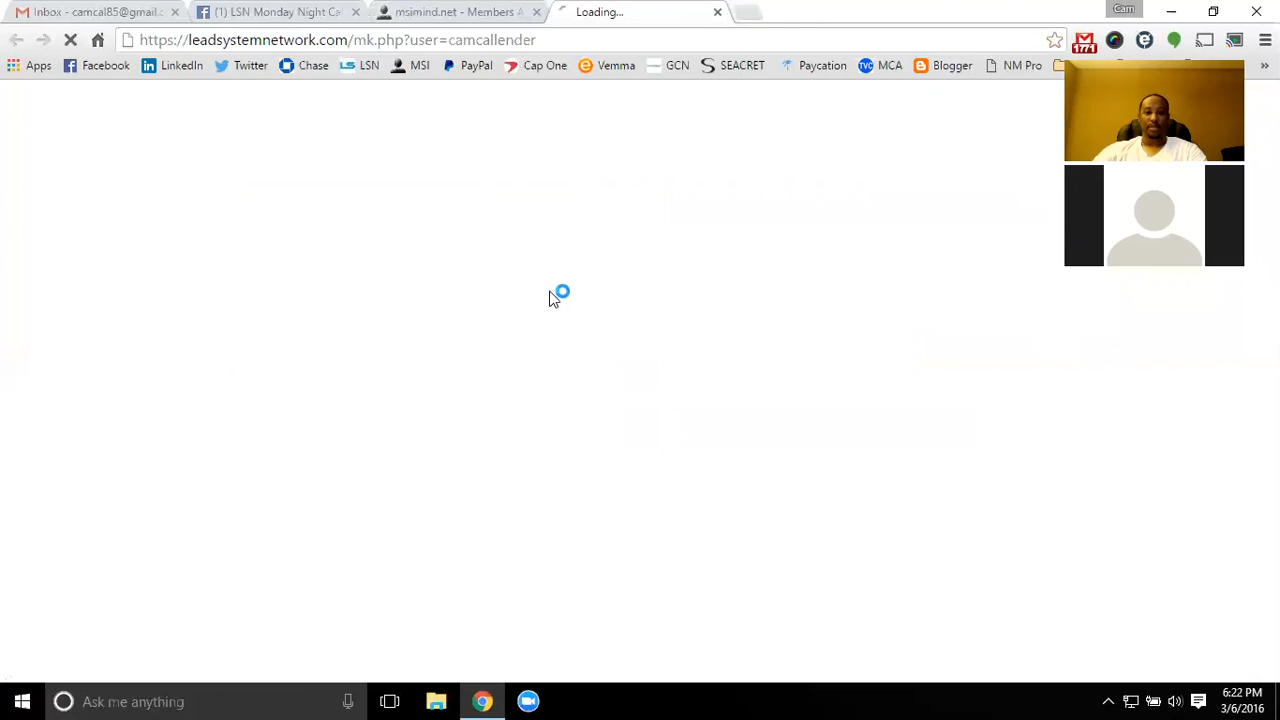 Inbox - camcal85@gmail.c
(1) LSN Monday Night Ca
msimind.net - Members A
Loading...
Cam
https://leadsystemnetwork.com/mk.php?user=camcallender
1771
Apps
Facebook
LinkedIn
Twitter
Chase
LSN
MSI
PayPal
Cap One
Vemma
GCN
SEACRET
Paycation
TVC
MCA
Blogger
NM Pro
»
Ask me anything
6:22 PM
3/6/2016